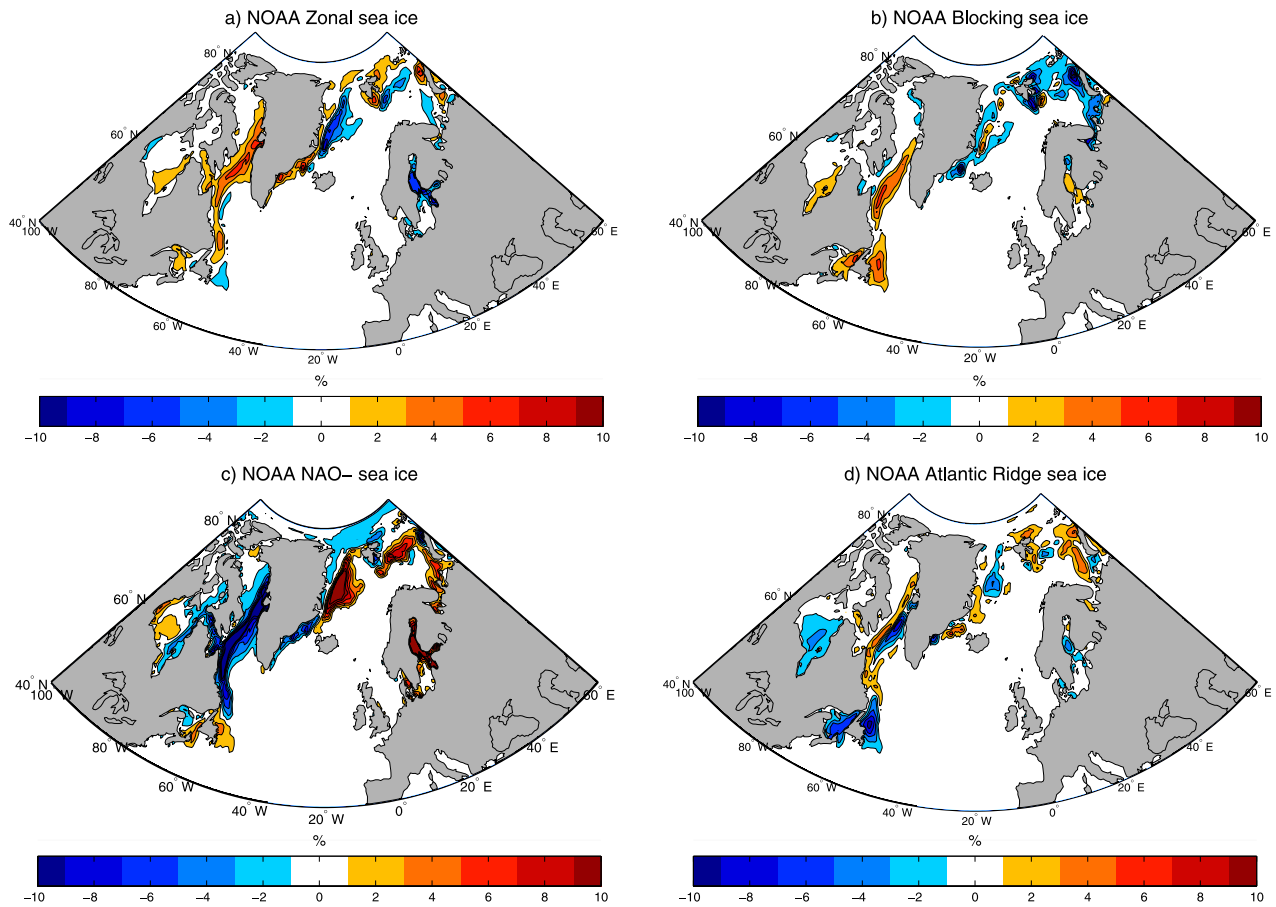 a) NOAA Zonal sea ice
80° N
60° N
40° N
100° W
80° W
60° W
40° W
20° W
0°
20° E
40° E
60° E
%
−10 −8 −6 −4 −2 0 2 4 6 8 10
b) NOAA Blocking sea ice
80° N
60° N
40° N
100° W
80° W
60° W
40° W
20° W
0°
20° E
40° E
60° E
%
−10 −8 −6 −4 −2 0 2 4 6 8 10
c) NOAA NAO− sea ice
80° N
60° N
40° N
100° W
80° W
60° W
40° W
20° W
0°
20° E
40° E
60° E
%
−10 −8 −6 −4 −2 0 2 4 6 8 10
d) NOAA Atlantic Ridge sea ice
80° N
60° N
40° N
100° W
80° W
60° W
40° W
20° W
0°
20° E
40° E
60° E
%
−10 −8 −6 −4 −2 0 2 4 6 8 10